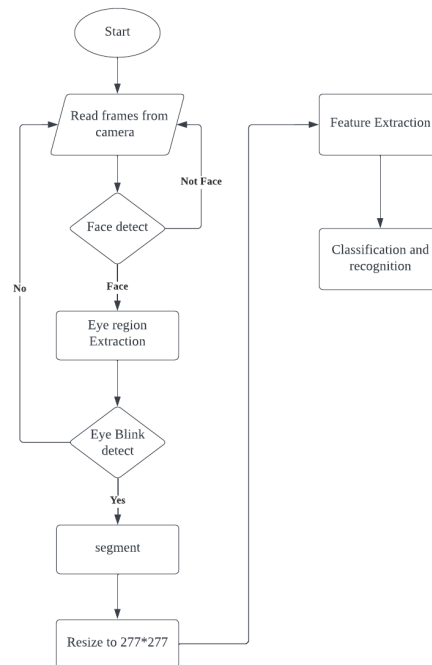 Start
Read frames from
camera
Not Face
Face detect
Face
No
Eye region
Extraction
Eye Blink
detect
Yes
segment
Resize to 277*277
Feature Extraction
Classification and
recognition